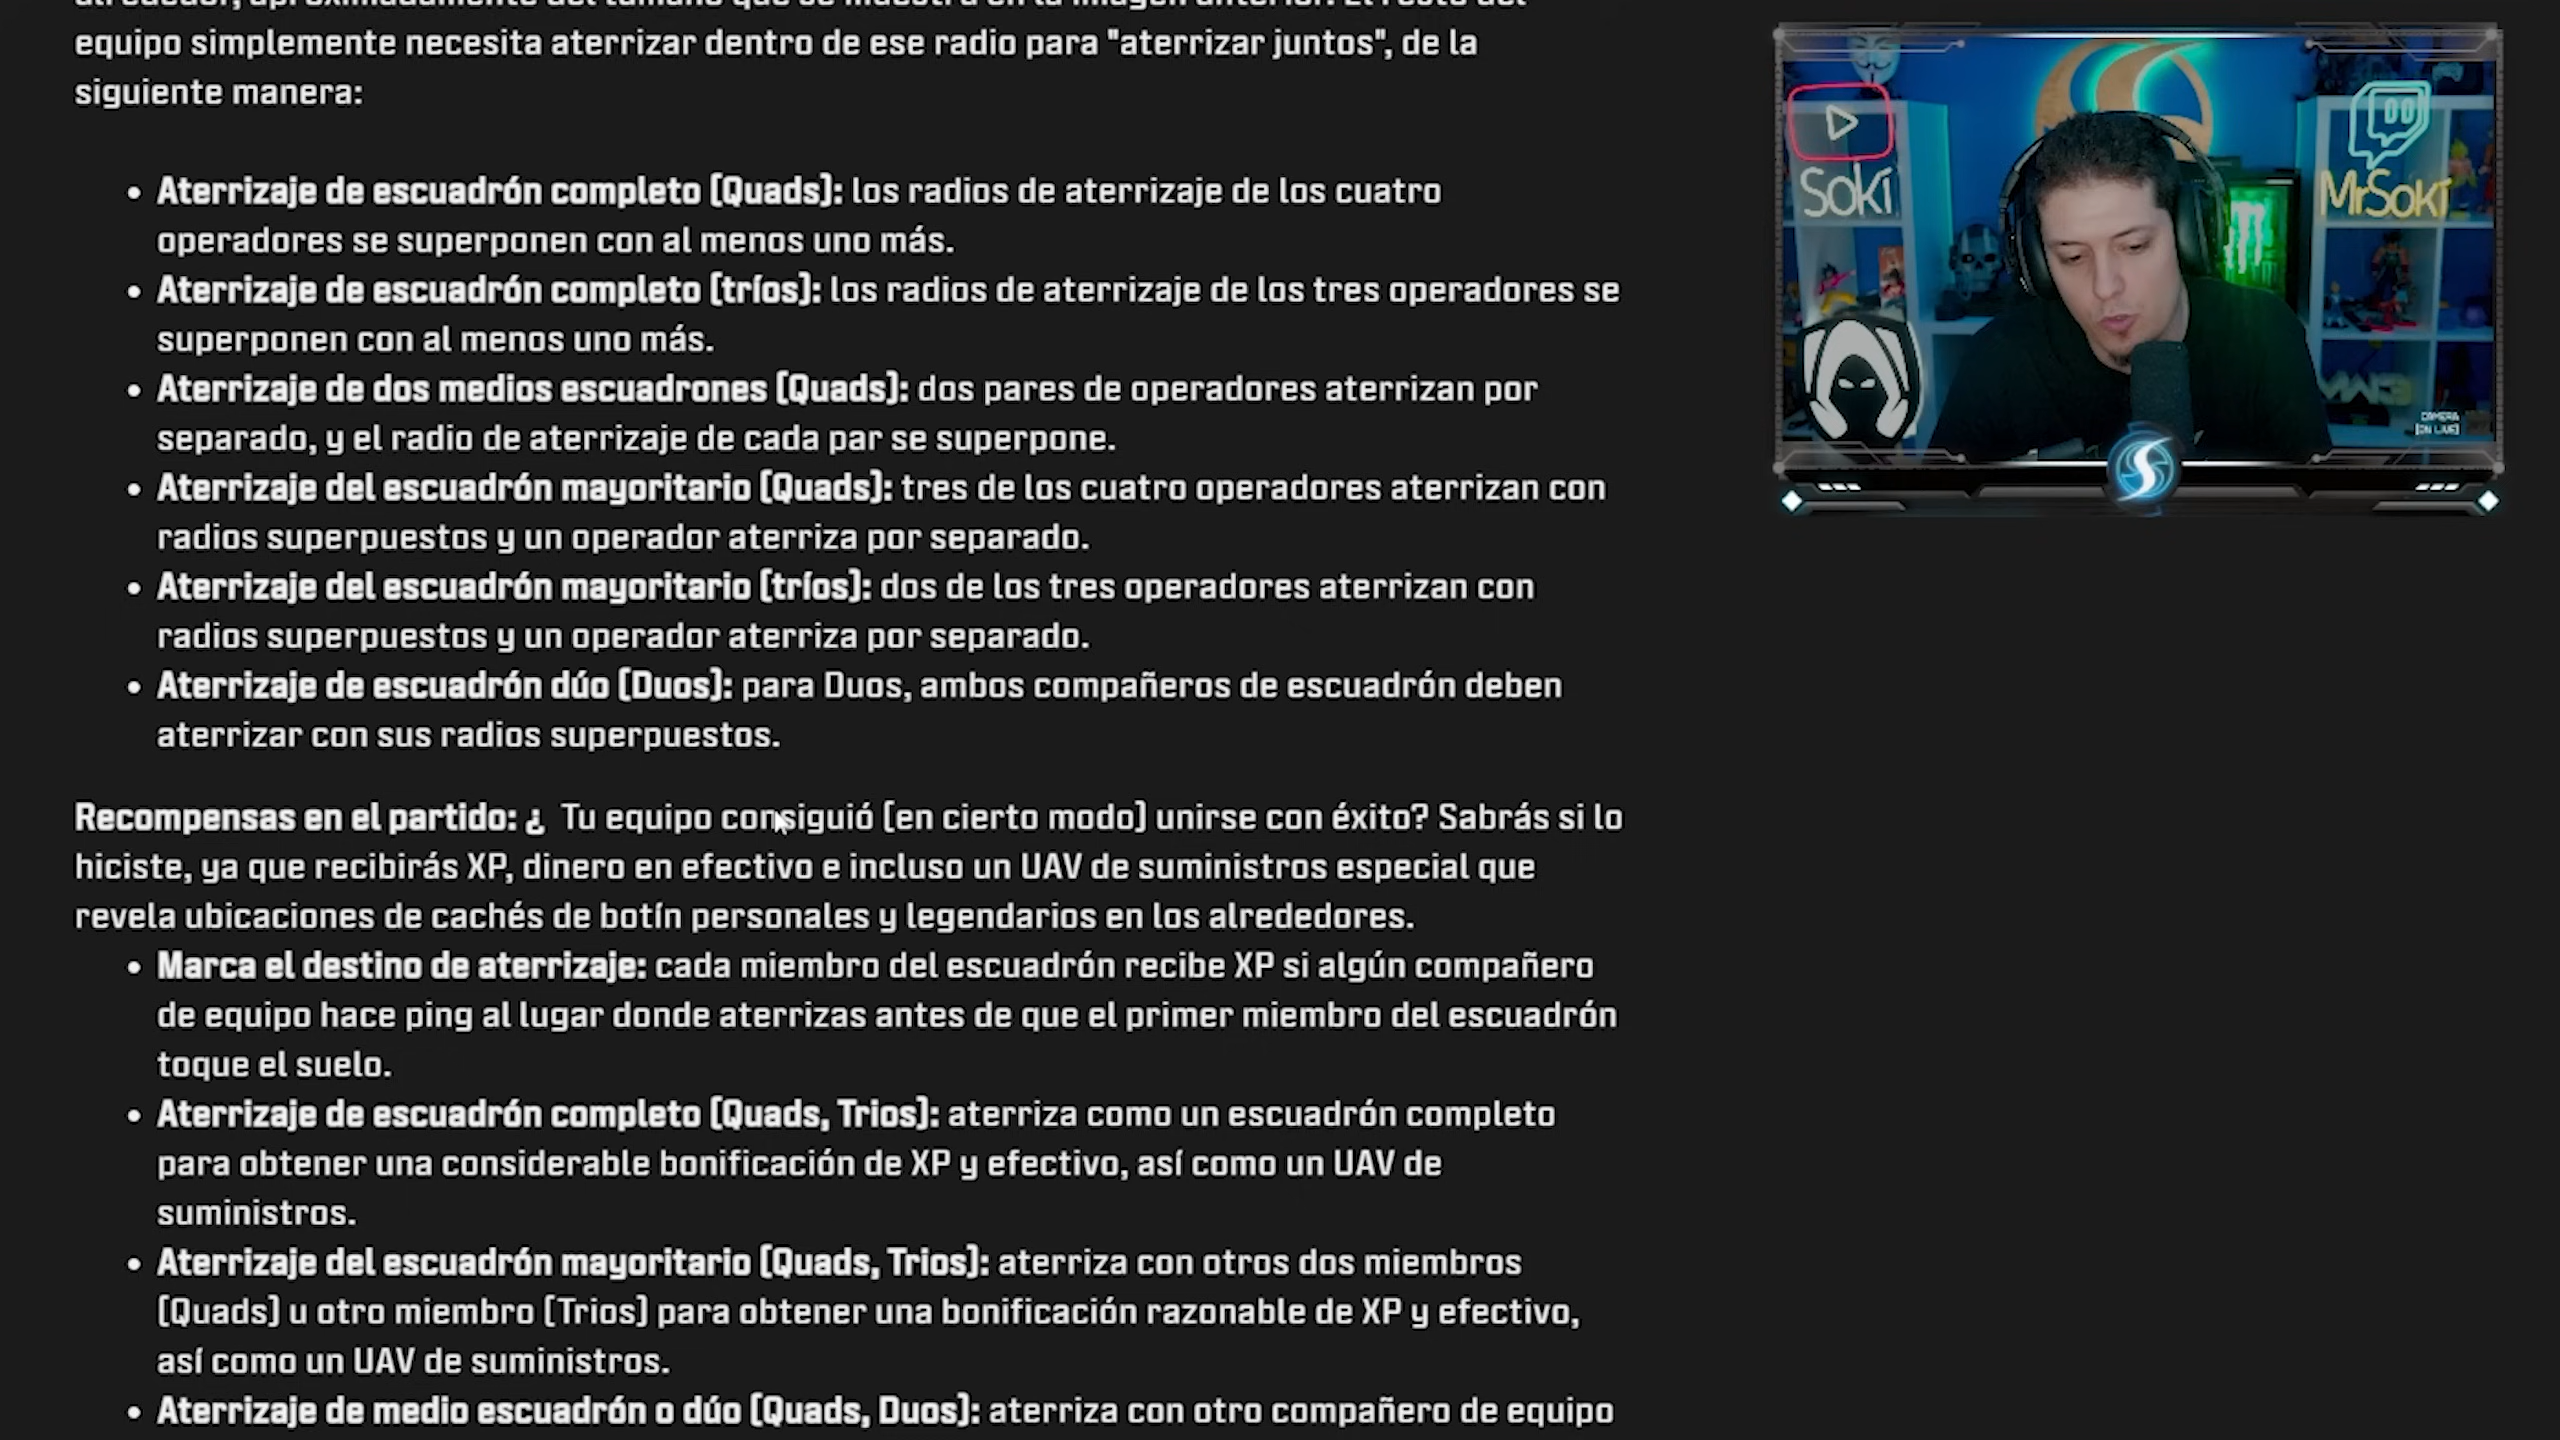 equipo simplemente necesita aterrizar dentro de ese radio para "aterrizar juntos", de la
siguiente manera:
• Aterrizaje de escuadrón completo (Quads): los radios de aterrizaje de los cuatro
operadores se superponen con al menos uno más.
• Aterrizaje de escuadrón completo (tríos): los radios de aterrizaje de los tres operadores se
superponen con al menos uno más.
• Aterrizaje de dos medios escuadrones (Quads): dos pares de operadores aterrizan por
separado, y el radio de aterrizaje de cada par se superpone.
• Aterrizaje del escuadrón mayoritario (Quads): tres de los cuatro operadores aterrizan con
radios superpuestos y un operador aterriza por separado.
• Aterrizaje del escuadrón mayoritario (tríos): dos de los tres operadores aterrizan con
radios superpuestos y un operador aterriza por separado.
• Aterrizaje de escuadrón dúo (Duos): para Duos, ambos compañeros de escuadrón deben
aterrizar con sus radios superpuestos.
Recompensas en el partido: ¿ Tu equipo consiguió (en cierto modo) unirse con éxito? Sabrás si lo
hiciste, ya que recibirás XP, dinero en efectivo e incluso un UAV de suministros especial que
revela ubicaciones de cachés de botín personales y legendarios en los alrededores.
• Marca el destino de aterrizaje: cada miembro del escuadrón recibe XP si algún compañero
de equipo hace ping al lugar donde aterrizas antes de que el primer miembro del escuadrón
toque el suelo.
• Aterrizaje de escuadrón completo (Quads, Trios): aterriza como un escuadrón completo
para obtener una considerable bonificación de XP y efectivo, así como un UAV de
suministros.
• Aterrizaje del escuadrón mayoritario (Quads, Trios): aterriza con otros dos miembros
(Quads) u otro miembro (Trios) para obtener una bonificación razonable de XP y efectivo,
así como un UAV de suministros.
• Aterrizaje de medio escuadrón o dúo (Quads, Duos): aterriza con otro compañero de equipo
Soki
MrSoki
CAMERA
[ON LIVE]